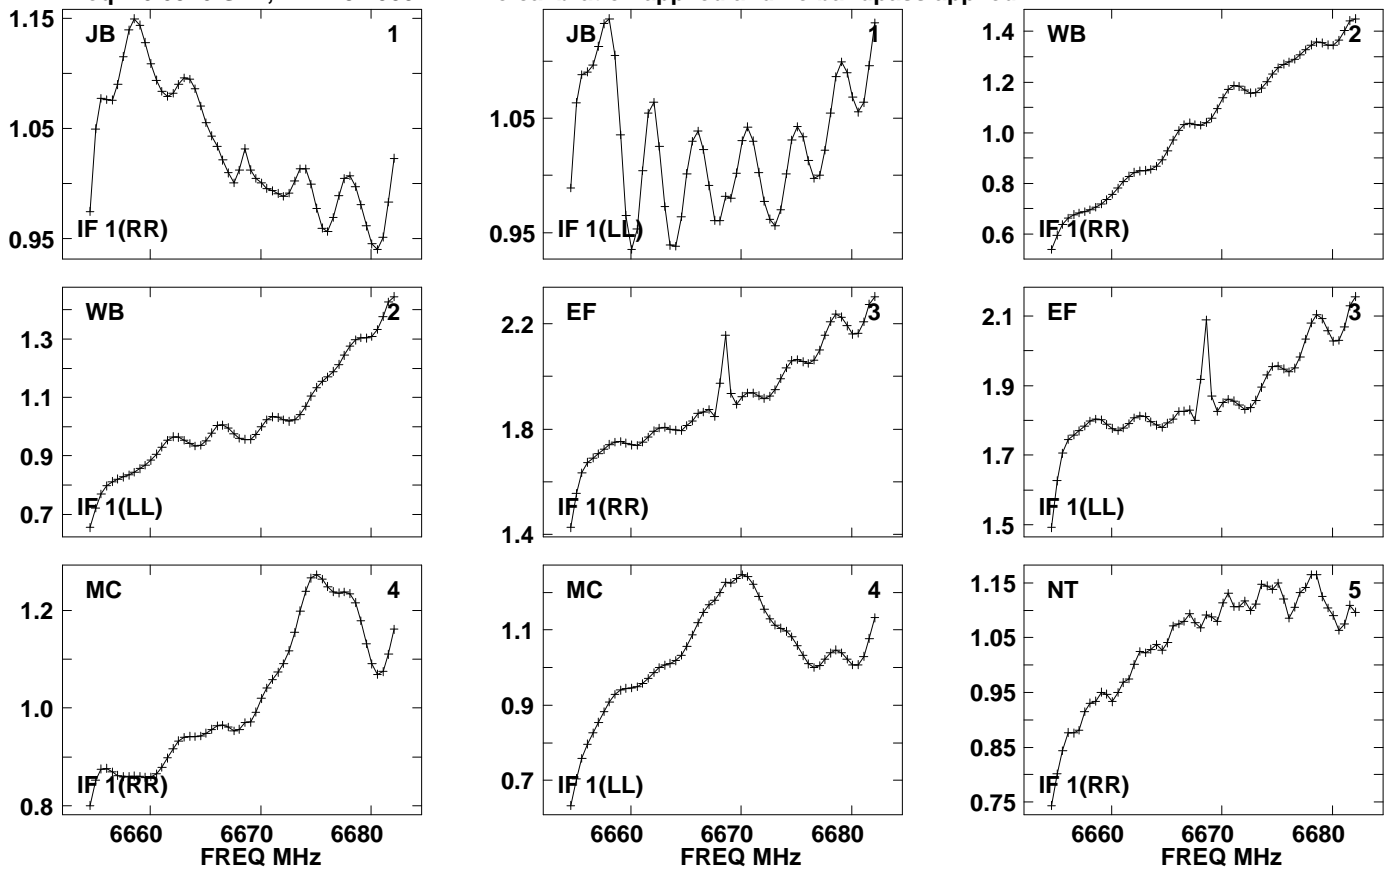 1.15
1.05
0.95
JB
1
IF 1(RR)
1.05
0.95
JB
1
IF 1(LL)
1.4
1.2
1.0
0.8
0.6
WB
2
IF 1(RR)
1.3
1.1
0.9
0.7
WB
2
IF 1(LL)
2.2
1.8
1.4
EF
3
IF 1(RR)
2.1
1.9
1.7
1.5
EF
3
IF 1(LL)
1.2
1.0
0.8
MC
4
IF 1(RR)
6660 6670 6680
FREQ MHz
1.1
0.9
0.7
MC
4
IF 1(LL)
6660 6670 6680
FREQ MHz
1.15
1.05
0.95
0.85
0.75
NT
5
IF 1(RR)
6660 6670 6680
FREQ MHz